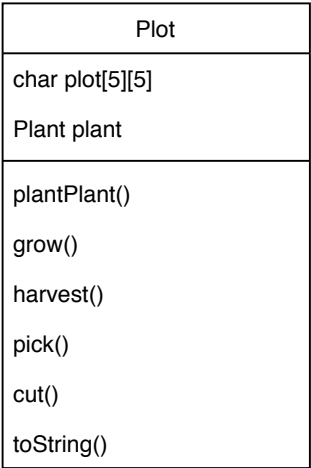 Plot
char plot[5][5]
Plant plant
plantPlant()
grow()
harvest()
pick()
cut()
toString()